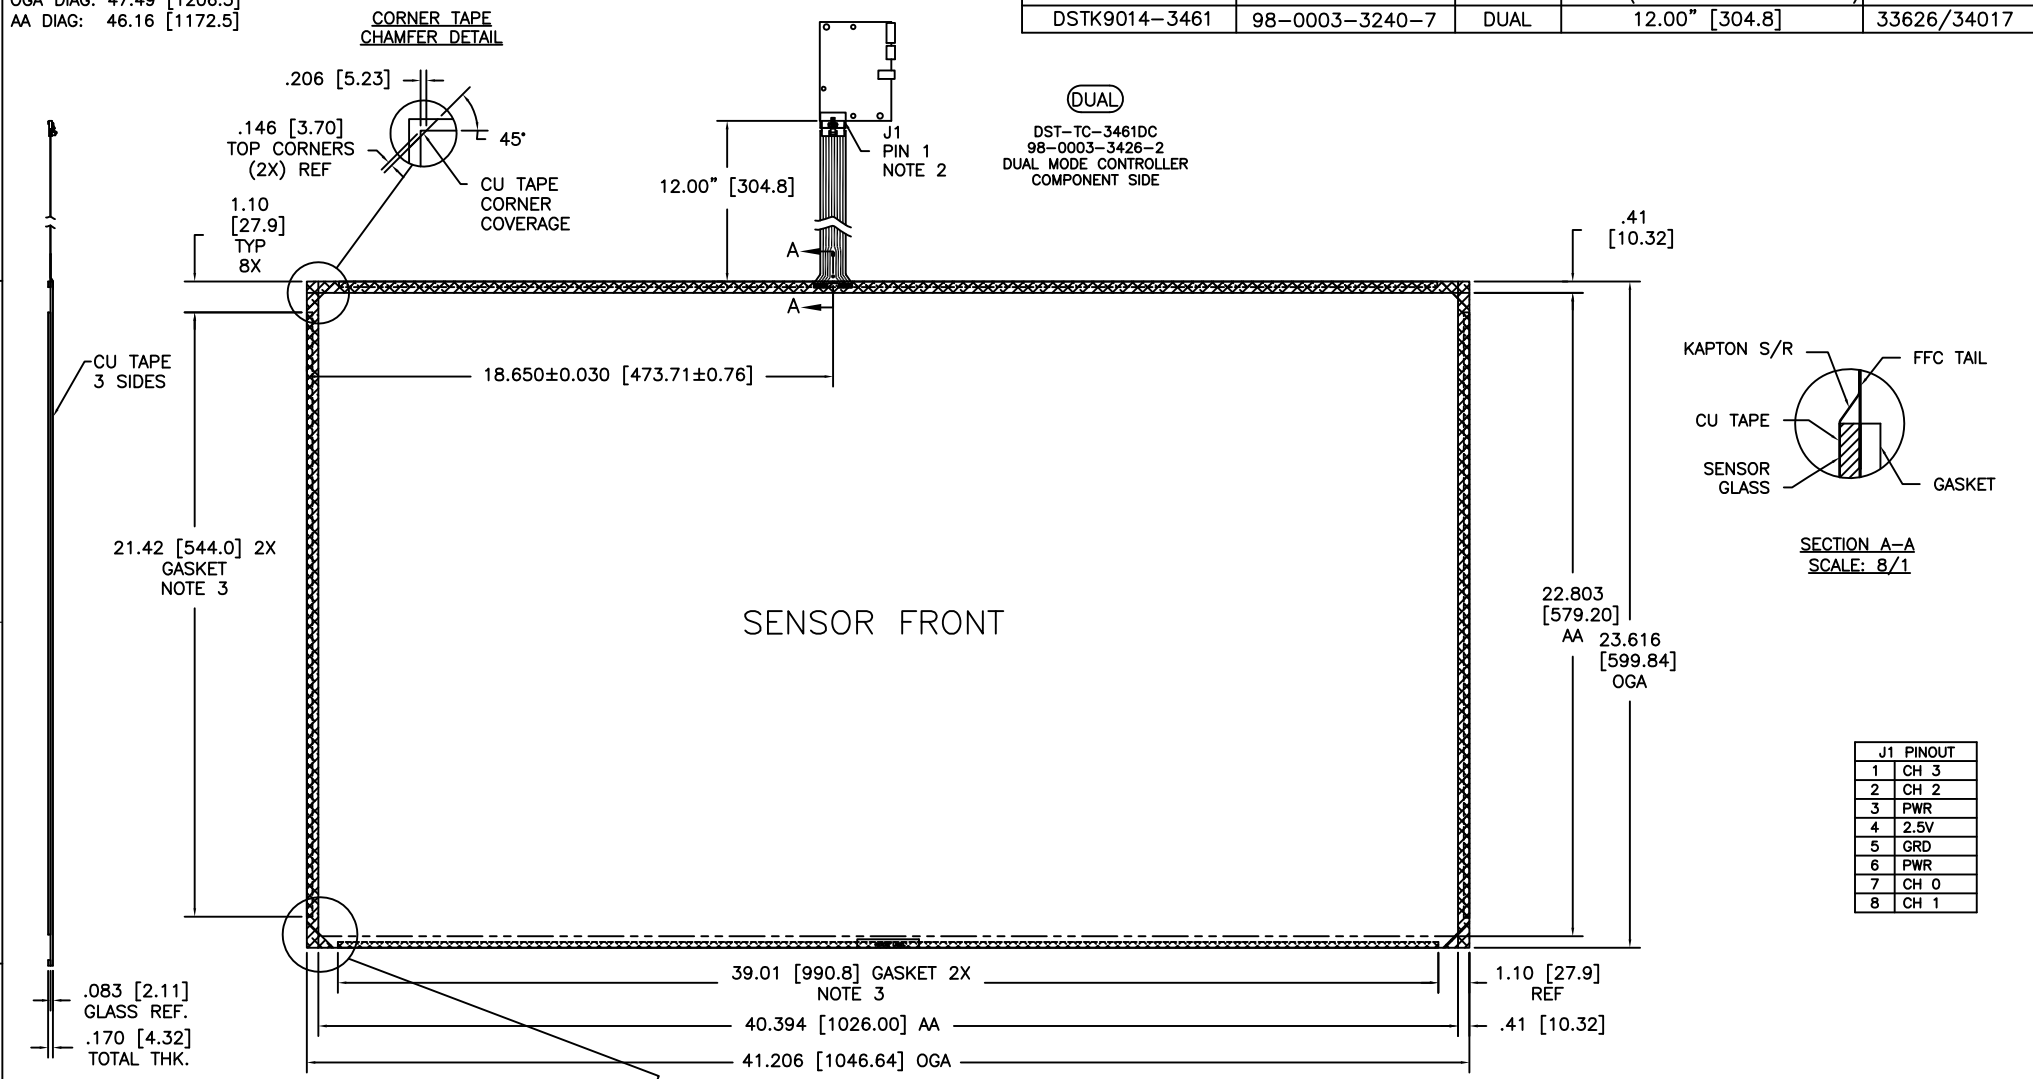 AA DIAG: 46.16 [1172.5]
CORNER TAPE
CHAMFER DETAIL
DSTK9014-3461 98-0003-3240-7 DUAL 12.00" [304.8] 33626/34017
.206 [5.23]
45°
.146 [3.70]
TOP CORNERS
(2X) REF
CU TAPE
CORNER
COVERAGE
1.10
[27.9]
TYP
8X
12.00" [304.8]
J1
PIN 1
NOTE 2
DUAL
DST-TC-3461DC
98-0003-3426-2
DUAL MODE CONTROLLER
COMPONENT SIDE
.41
[10.32]
A
A
CU TAPE
3 SIDES
18.650±0.030 [473.71±0.76]
KAPTON S/R
FFC TAIL
CU TAPE
SENSOR
GLASS
GASKET
SECTION A-A
SCALE: 8/1
21.42 [544.0] 2X
GASKET
NOTE 3
SENSOR FRONT
22.803
[579.20]
AA
23.616
[599.84]
OGA
J1 PINOUT
1 CH 3
2 CH 2
3 PWR
4 2.5V
5 GRD
6 PWR
7 CH 0
8 CH 1
39.01 [990.8] GASKET 2X
NOTE 3
1.10 [27.9]
REF
40.394 [1026.00] AA
.41 [10.32]
41.206 [1046.64] OGA
.083 [2.11]
GLASS REF.
.170 [4.32]
TOTAL THK.